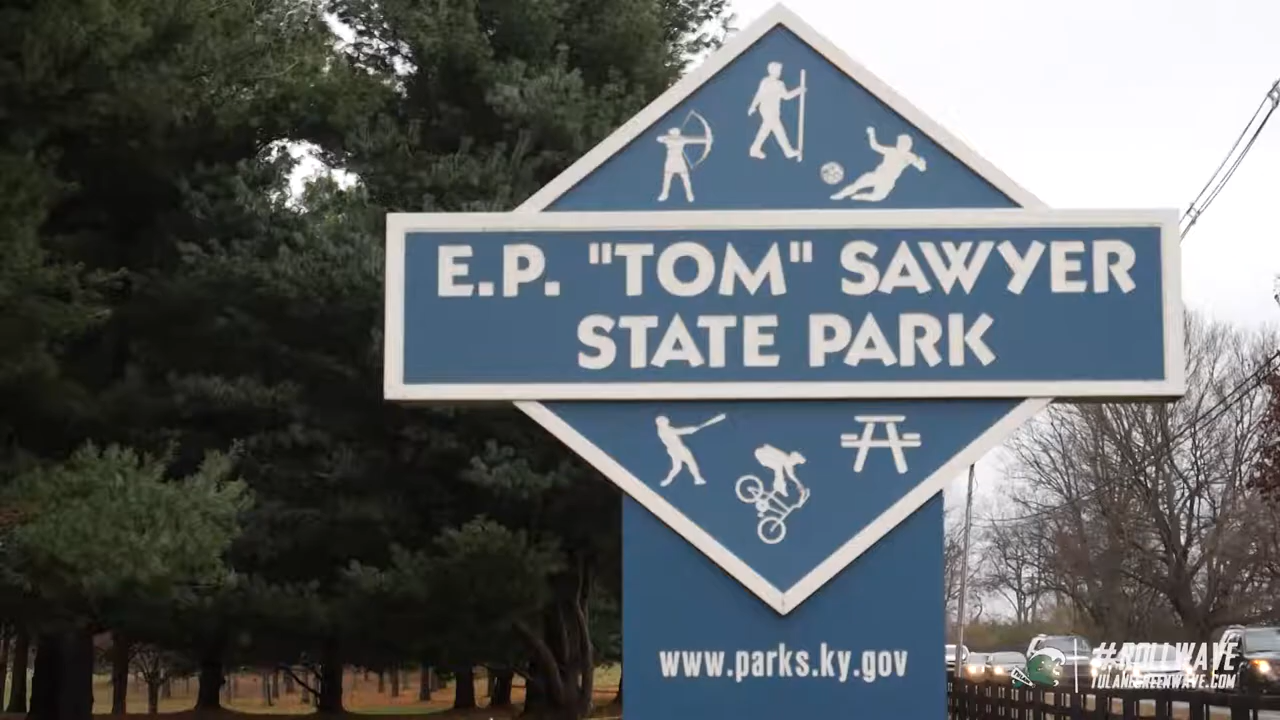 E.P. "TOM" SAWYER
STATE PARK
www.parks.ky.gov
#ROLLWAVE
TULANEGREENWAVE.COM